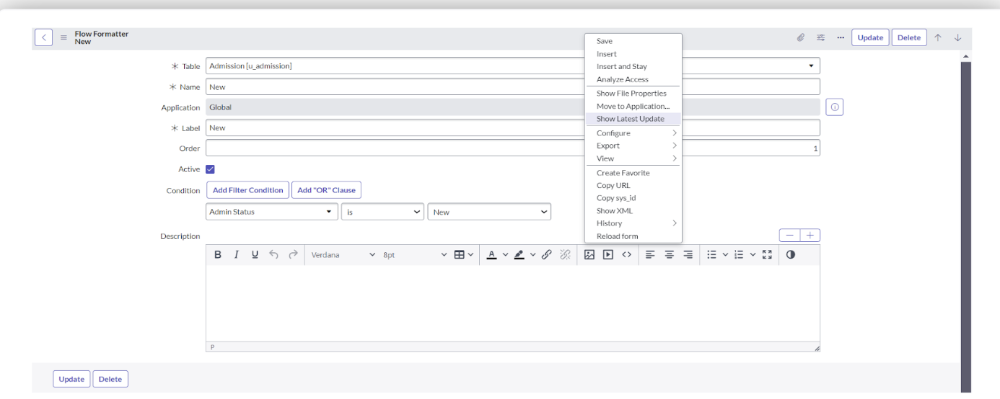 Flow Formatter
New
Update
Delete
Table
Admission [u_admission]
Name
New
Application
Global
Label
New
Order
1
Active
Condition
Add Filter Condition
Add "OR" Clause
Admin Status
is
New
Description
B I U
Verdana
8pt
A
P
Update
Delete
Save
Insert
Insert and Stay
Analyze Access
Show File Properties
Move to Application...
Show Latest Update
Configure
Export
View
Create Favorite
Copy URL
Copy sys_id
Show XML
History
Reload form